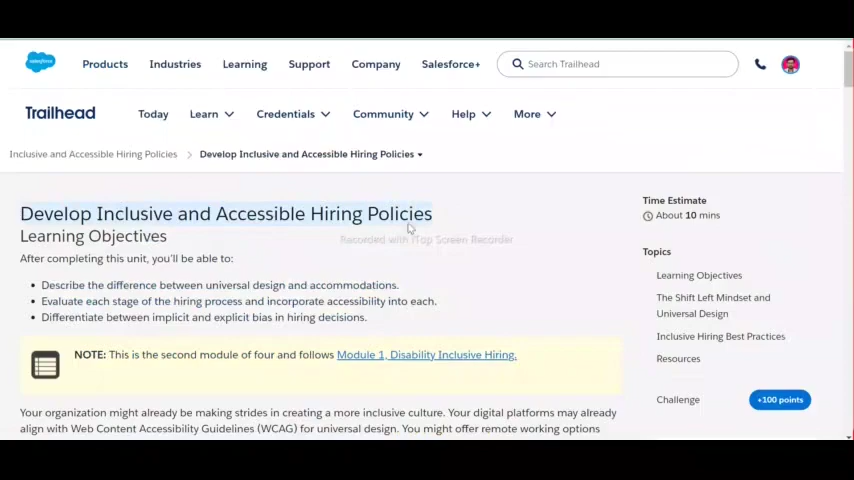 salesforce
Products Industries Learning Support Company Salesforce+ Search Trailhead
Trailhead Today Learn Credentials Community Help More
Inclusive and Accessible Hiring Policies > Develop Inclusive and Accessible Hiring Policies
Develop Inclusive and Accessible Hiring Policies
Learning Objectives
Recorded with iTop Screen Recorder
After completing this unit, you'll be able to:
• Describe the difference between universal design and accommodations.
• Evaluate each stage of the hiring process and incorporate accessibility into each.
• Differentiate between implicit and explicit bias in hiring decisions.
NOTE: This is the second module of four and follows Module 1, Disability Inclusive Hiring.
Your organization might already be making strides in creating a more inclusive culture. Your digital platforms may already
align with Web Content Accessibility Guidelines (WCAG) for universal design. You might offer remote working options
Time Estimate
About 10 mins
Topics
Learning Objectives
The Shift Left Mindset and
Universal Design
Inclusive Hiring Best Practices
Resources
Challenge +100 points